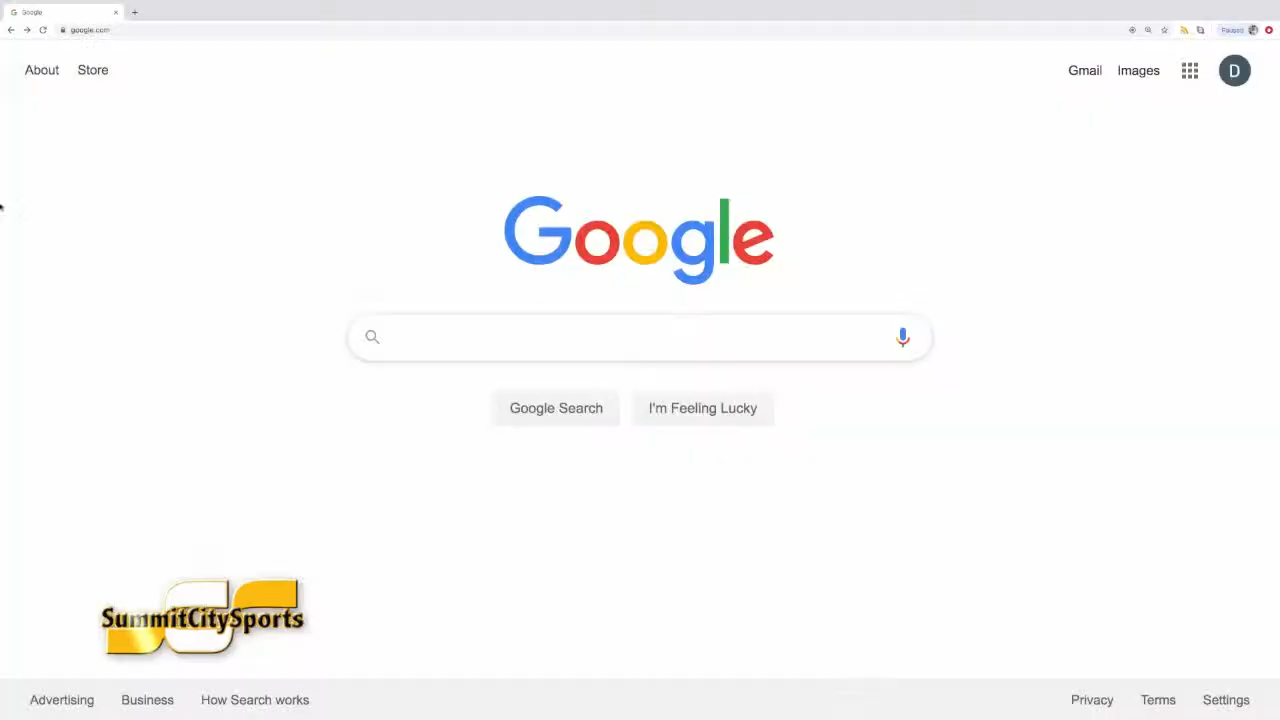 Google
google.com
Paused
About Store
Gmail Images
D
Google
Google Search I'm Feeling Lucky
SummitCitySports
Advertising Business How Search works
Privacy Terms Settings